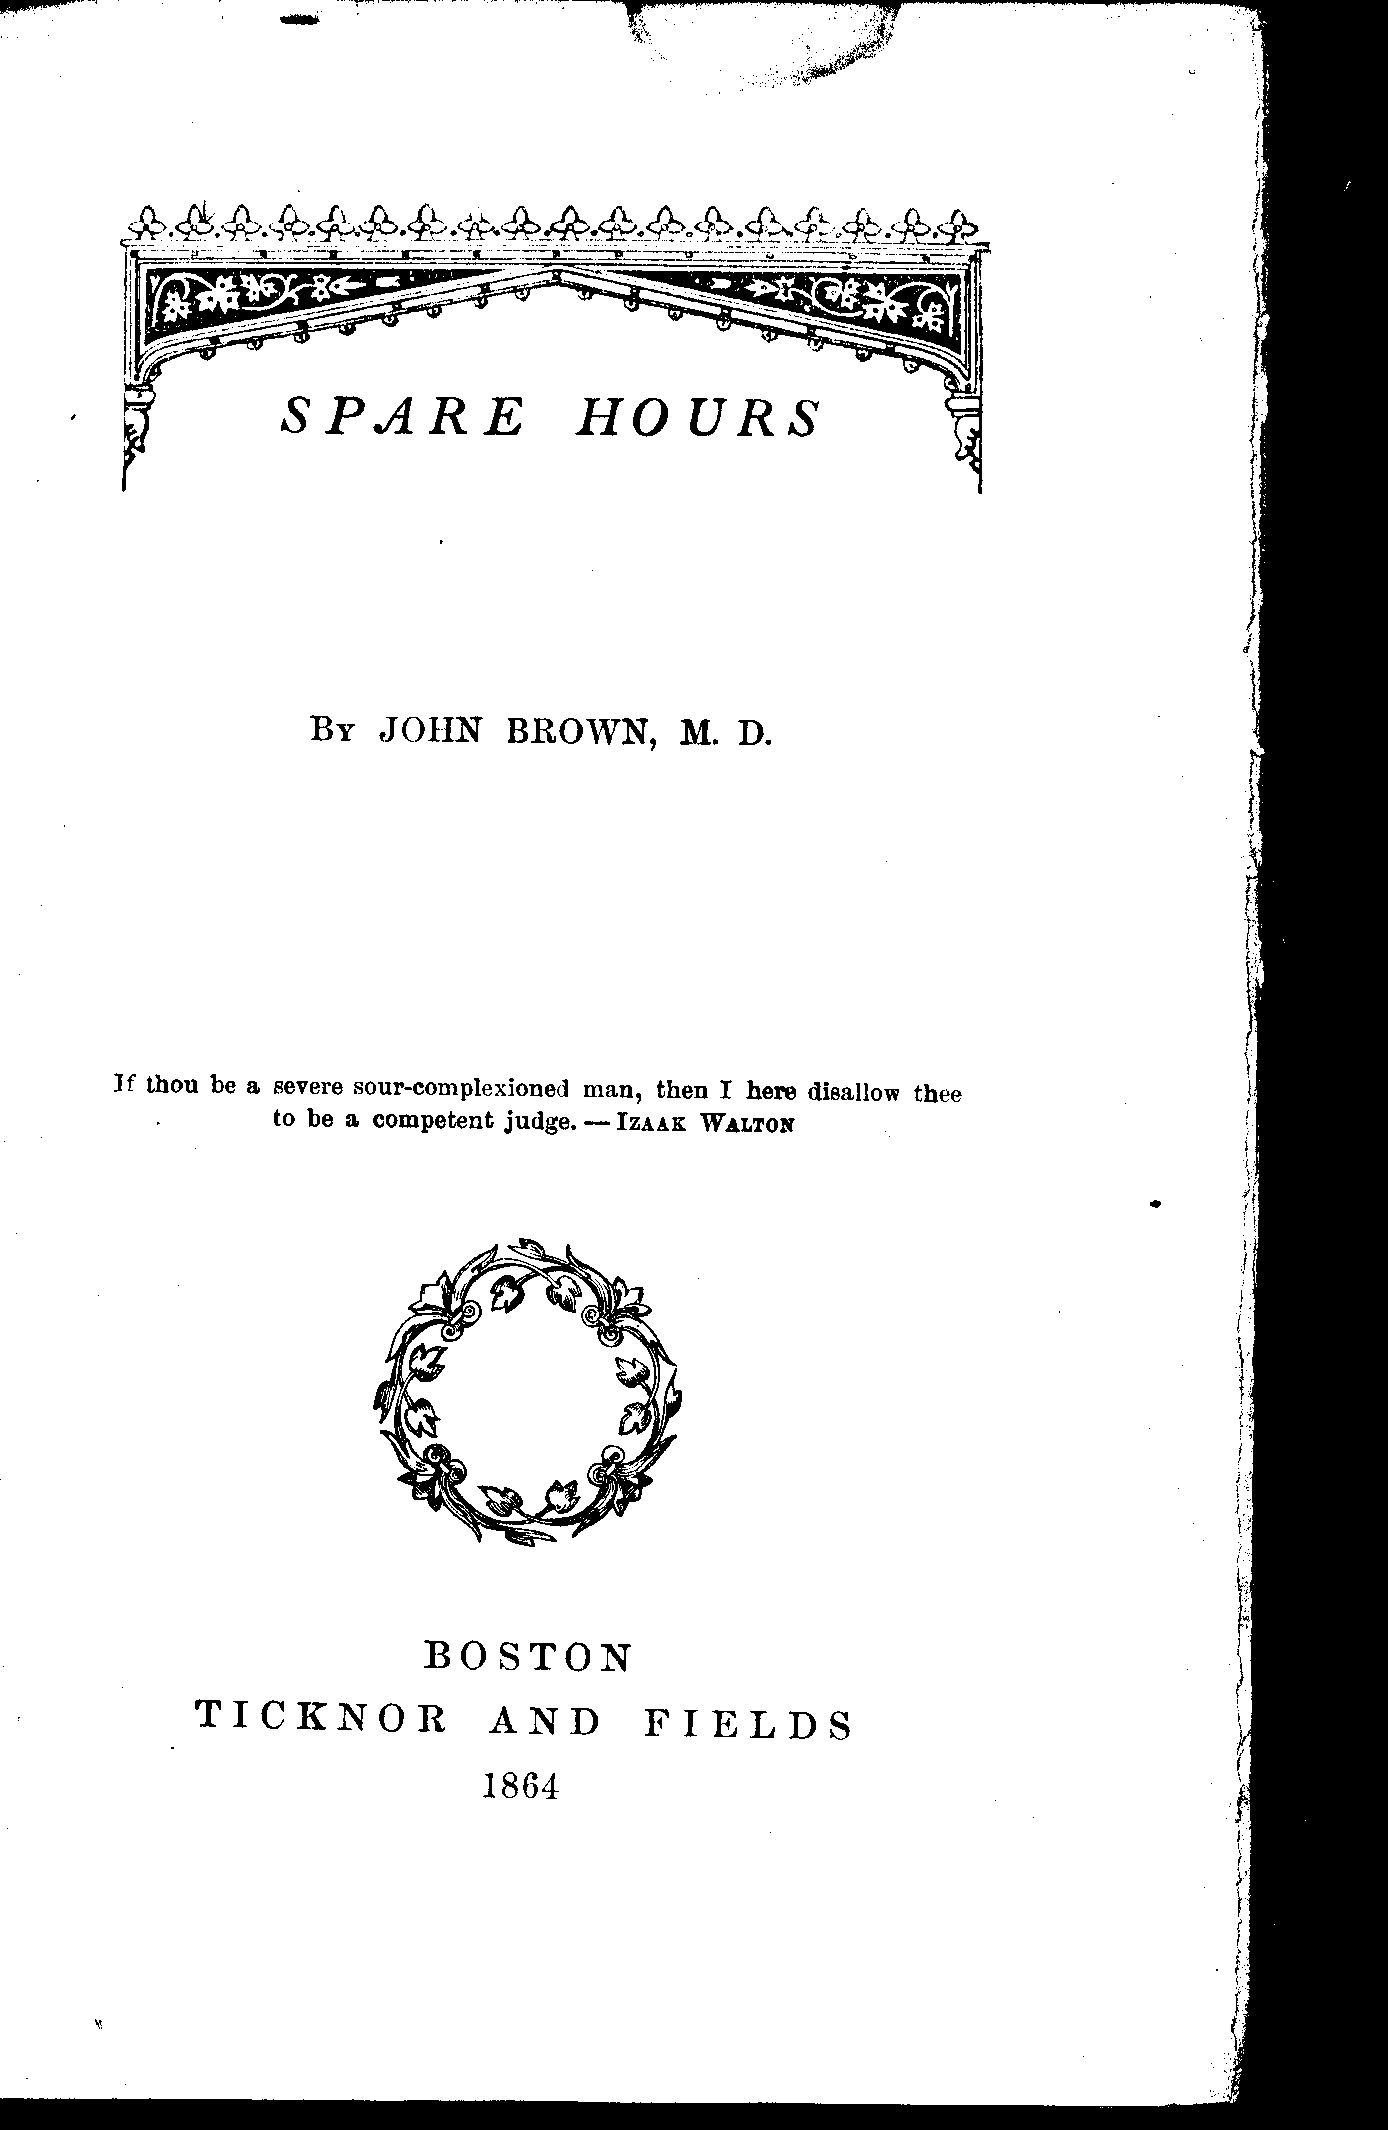 SPARE HOURS
By JOHN BROWN, M. D.
If thou be a severe sour-complexioned man, then I here disallow thee
to be a competent judge. — Izaak Walton
BOSTON
TICKNOR AND FIELDS
1864